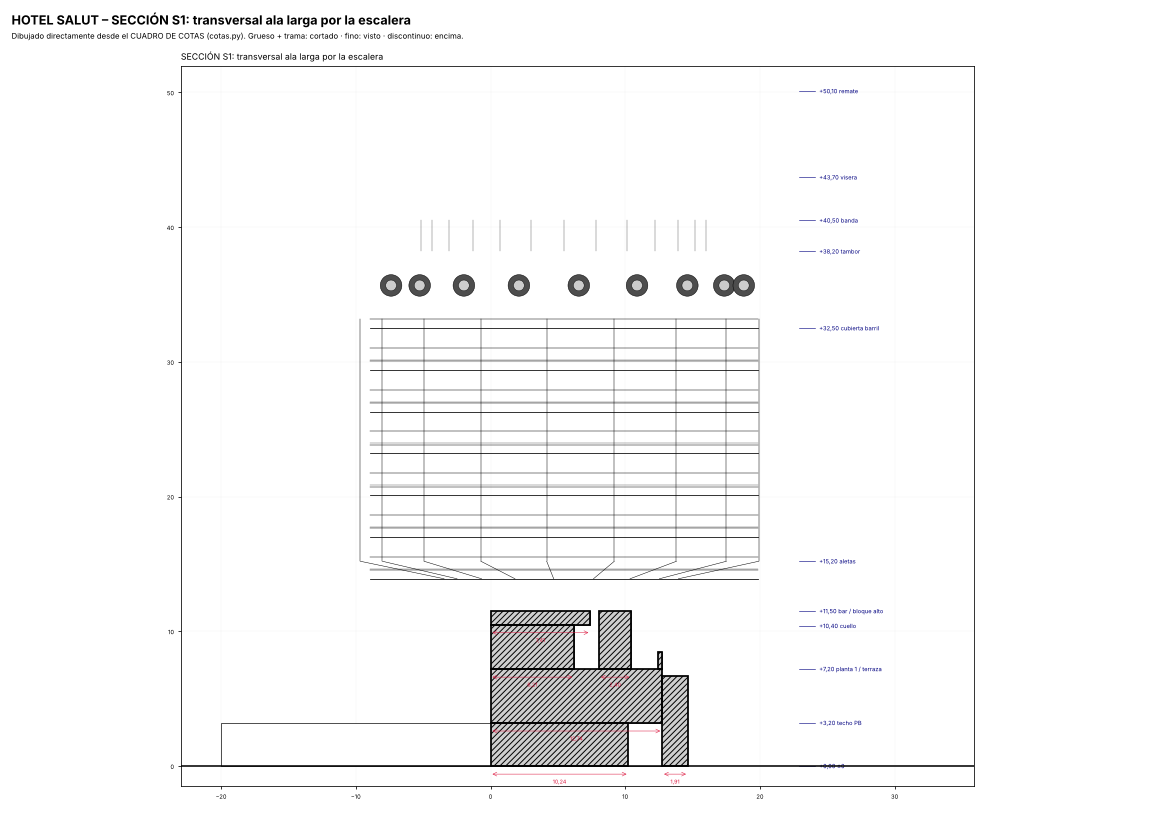 HOTEL SALUT – SECCIÓN S1: transversal ala larga por la escalera
Dibujado directamente desde el CUADRO DE COTAS (cotas.py). Grueso + trama: cortado · fino: visto · discontinuo: encima.
SECCIÓN S1: transversal ala larga por la escalera
50
+50,10 remate
+43,70 visera
40
+40,50 banda
+38,20 tambor
30
+32,50 cubierta barril
20
+15,20 aletas
+11,50 bar / bloque alto
10
+10,40 cuello
+7,20 planta 1 / terraza
+3,20 techo PB
0
10,24
1,91
−20
−10
0
10
20
30